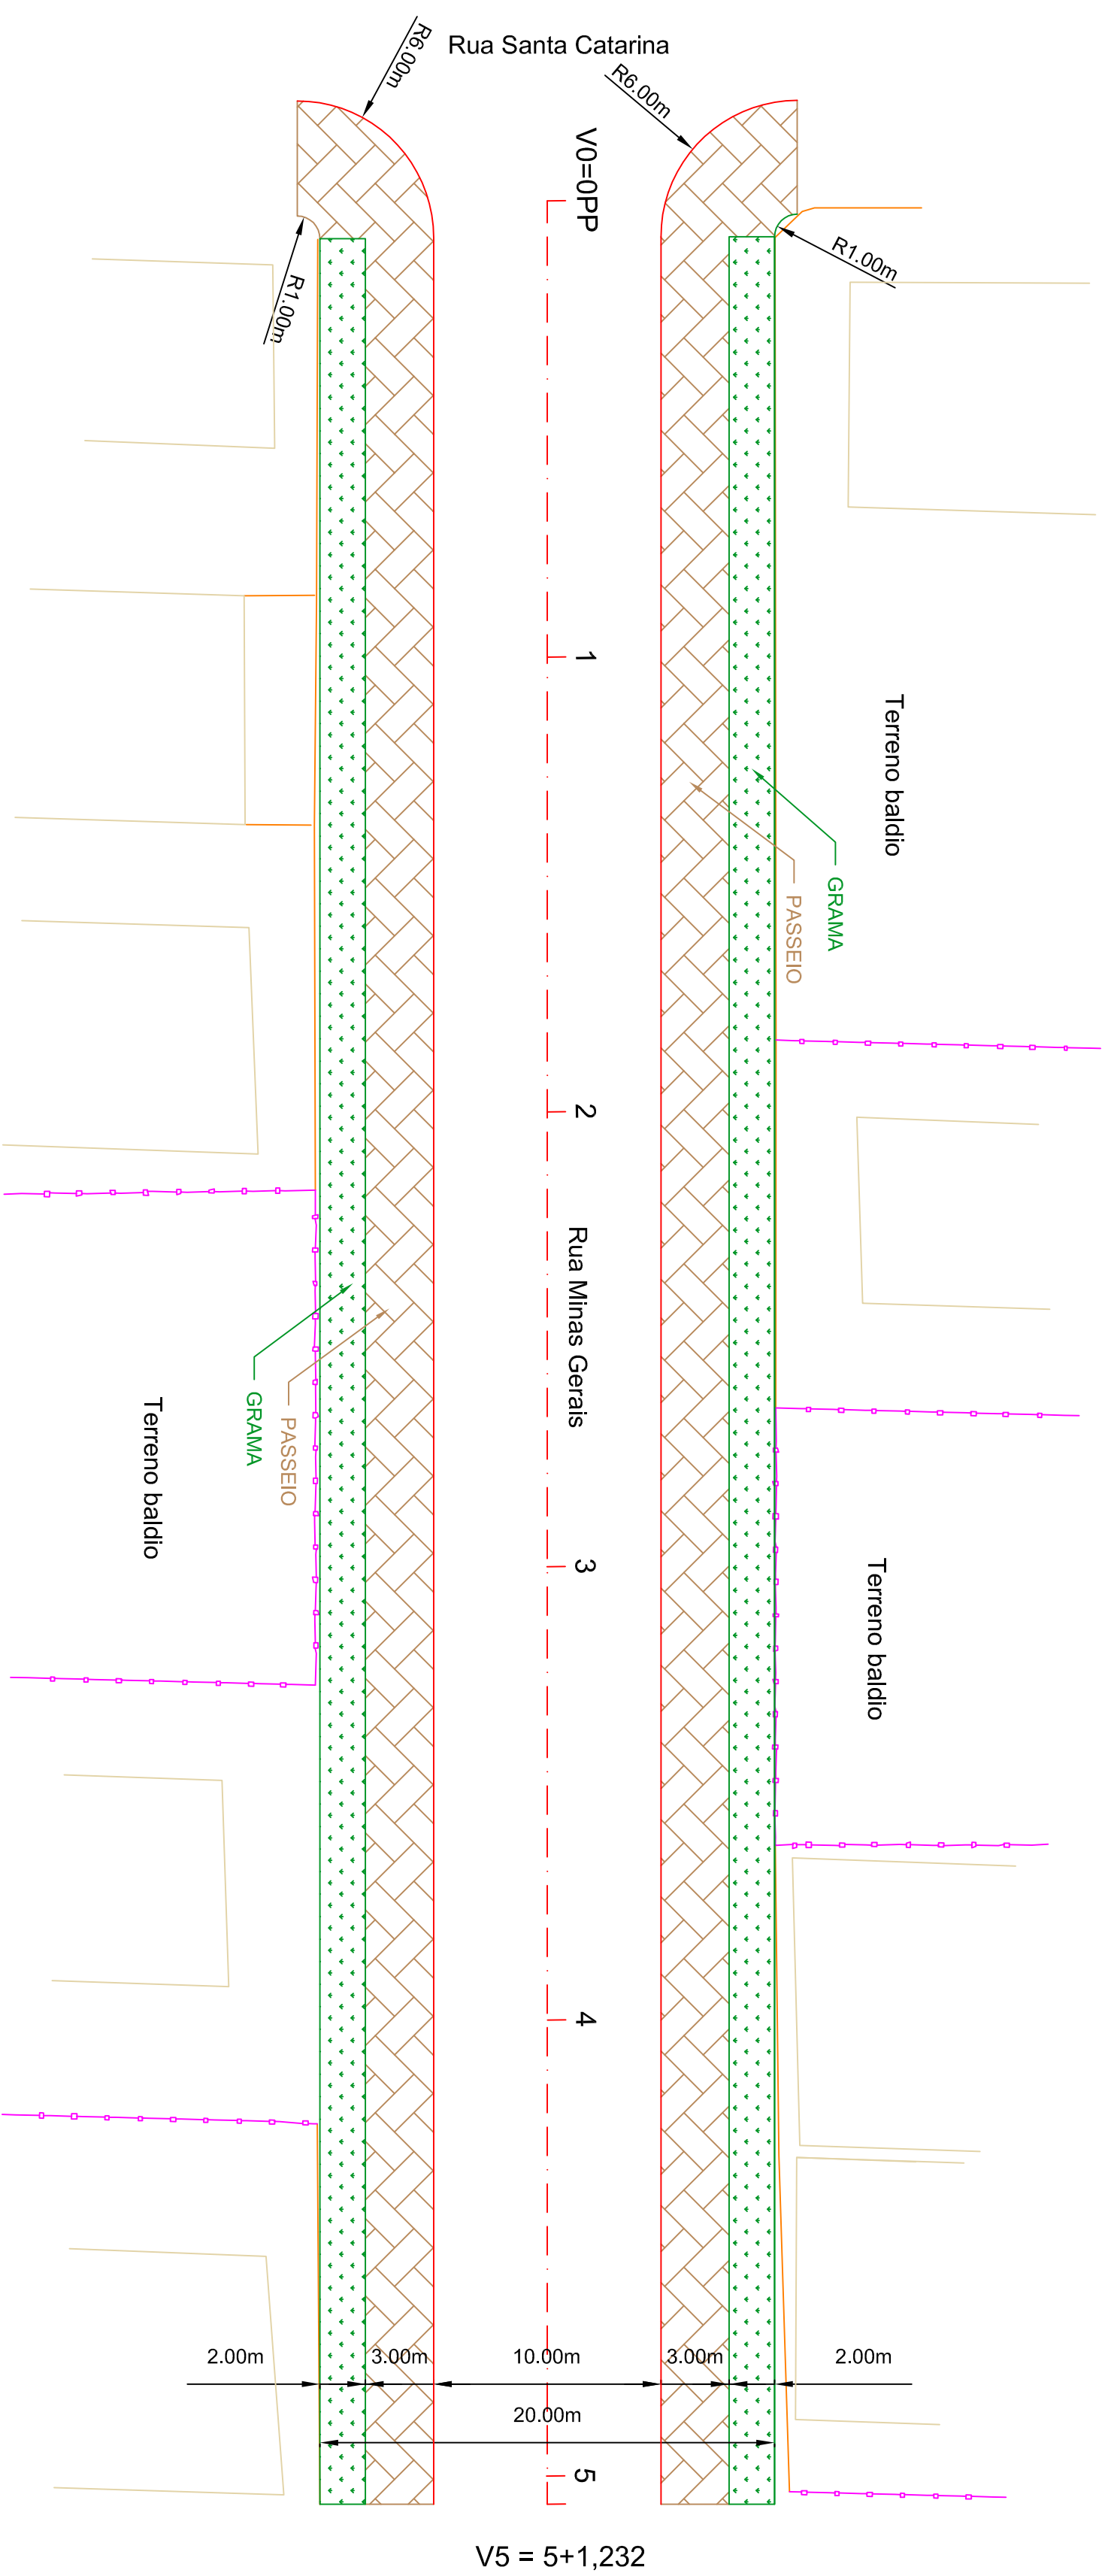 Rua Santa Catarina
R6.00m
R6.00m
V0=0PP
R1.00m
R1.00m
1
Terreno baldio
GRAMA
PASSEIO
2
Rua Minas Gerais
GRAMA
PASSEIO
Terreno baldio
3
Terreno baldio
4
2.00m
3.00m
10.00m
3.00m
2.00m
20.00m
5
V5 = 5+1,232